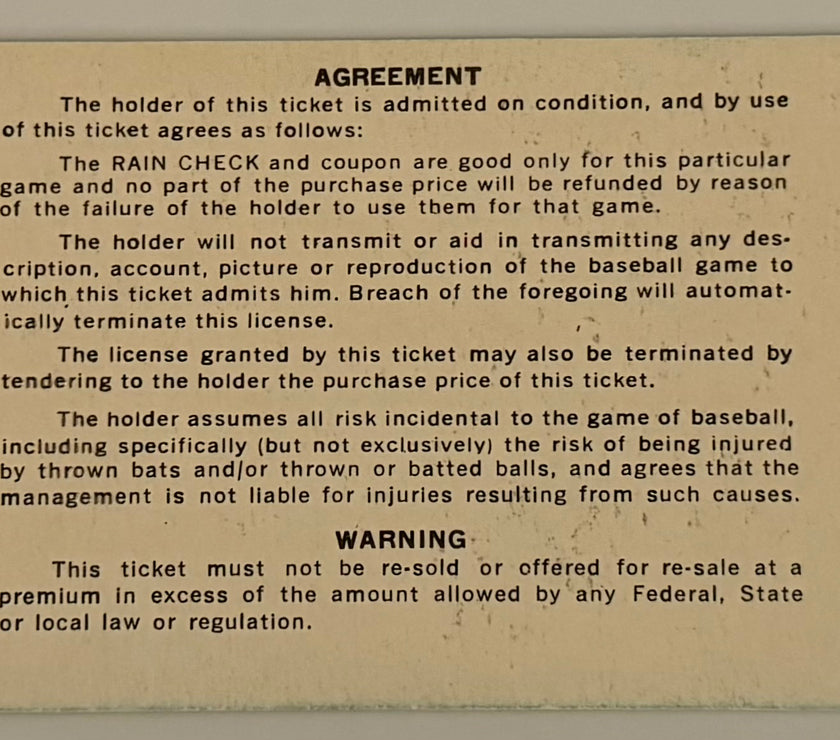 AGREEMENT
The holder of this ticket is admitted on condition, and by use
of this ticket agrees as follows:
The RAIN CHECK and coupon are good only for this particular
game and no part of the purchase price will be refunded by reason
of the failure of the holder to use them for that game.
The holder will not transmit or aid in transmitting any des-
cription, account, picture or reproduction of the baseball game to
which this ticket admits him. Breach of the foregoing will automat-
ically terminate this license.
The license granted by this ticket may also be terminated by
tendering to the holder the purchase price of this ticket.
The holder assumes all risk incidental to the game of baseball,
including specifically (but not exclusively) the risk of being injured
by thrown bats and/or thrown or batted balls, and agrees that the
management is not liable for injuries resulting from such causes.
WARNING
This ticket must not be re-sold or offered for re-sale at a
premium in excess of the amount allowed by any Federal, State
or local law or regulation.